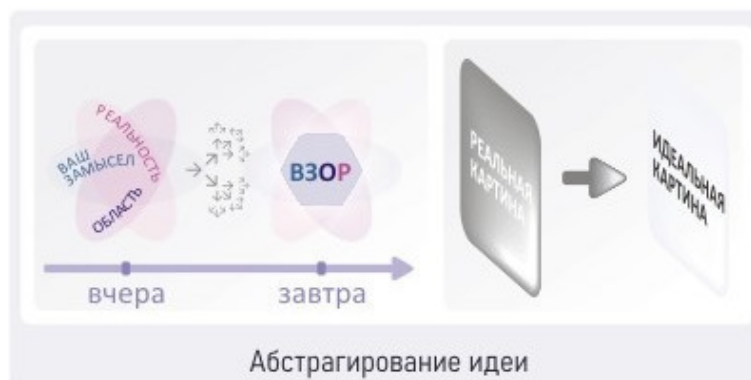 РЕАЛЬНОСТЬ
ВАШ
ЗАМЫСЕЛ
ОБЛАСТЬ
ВЗОР
вчера
завтра
РЕАЛЬНАЯ
КАРТИНА
ИДЕАЛЬНАЯ
КАРТИНА
Абстрагирование идеи